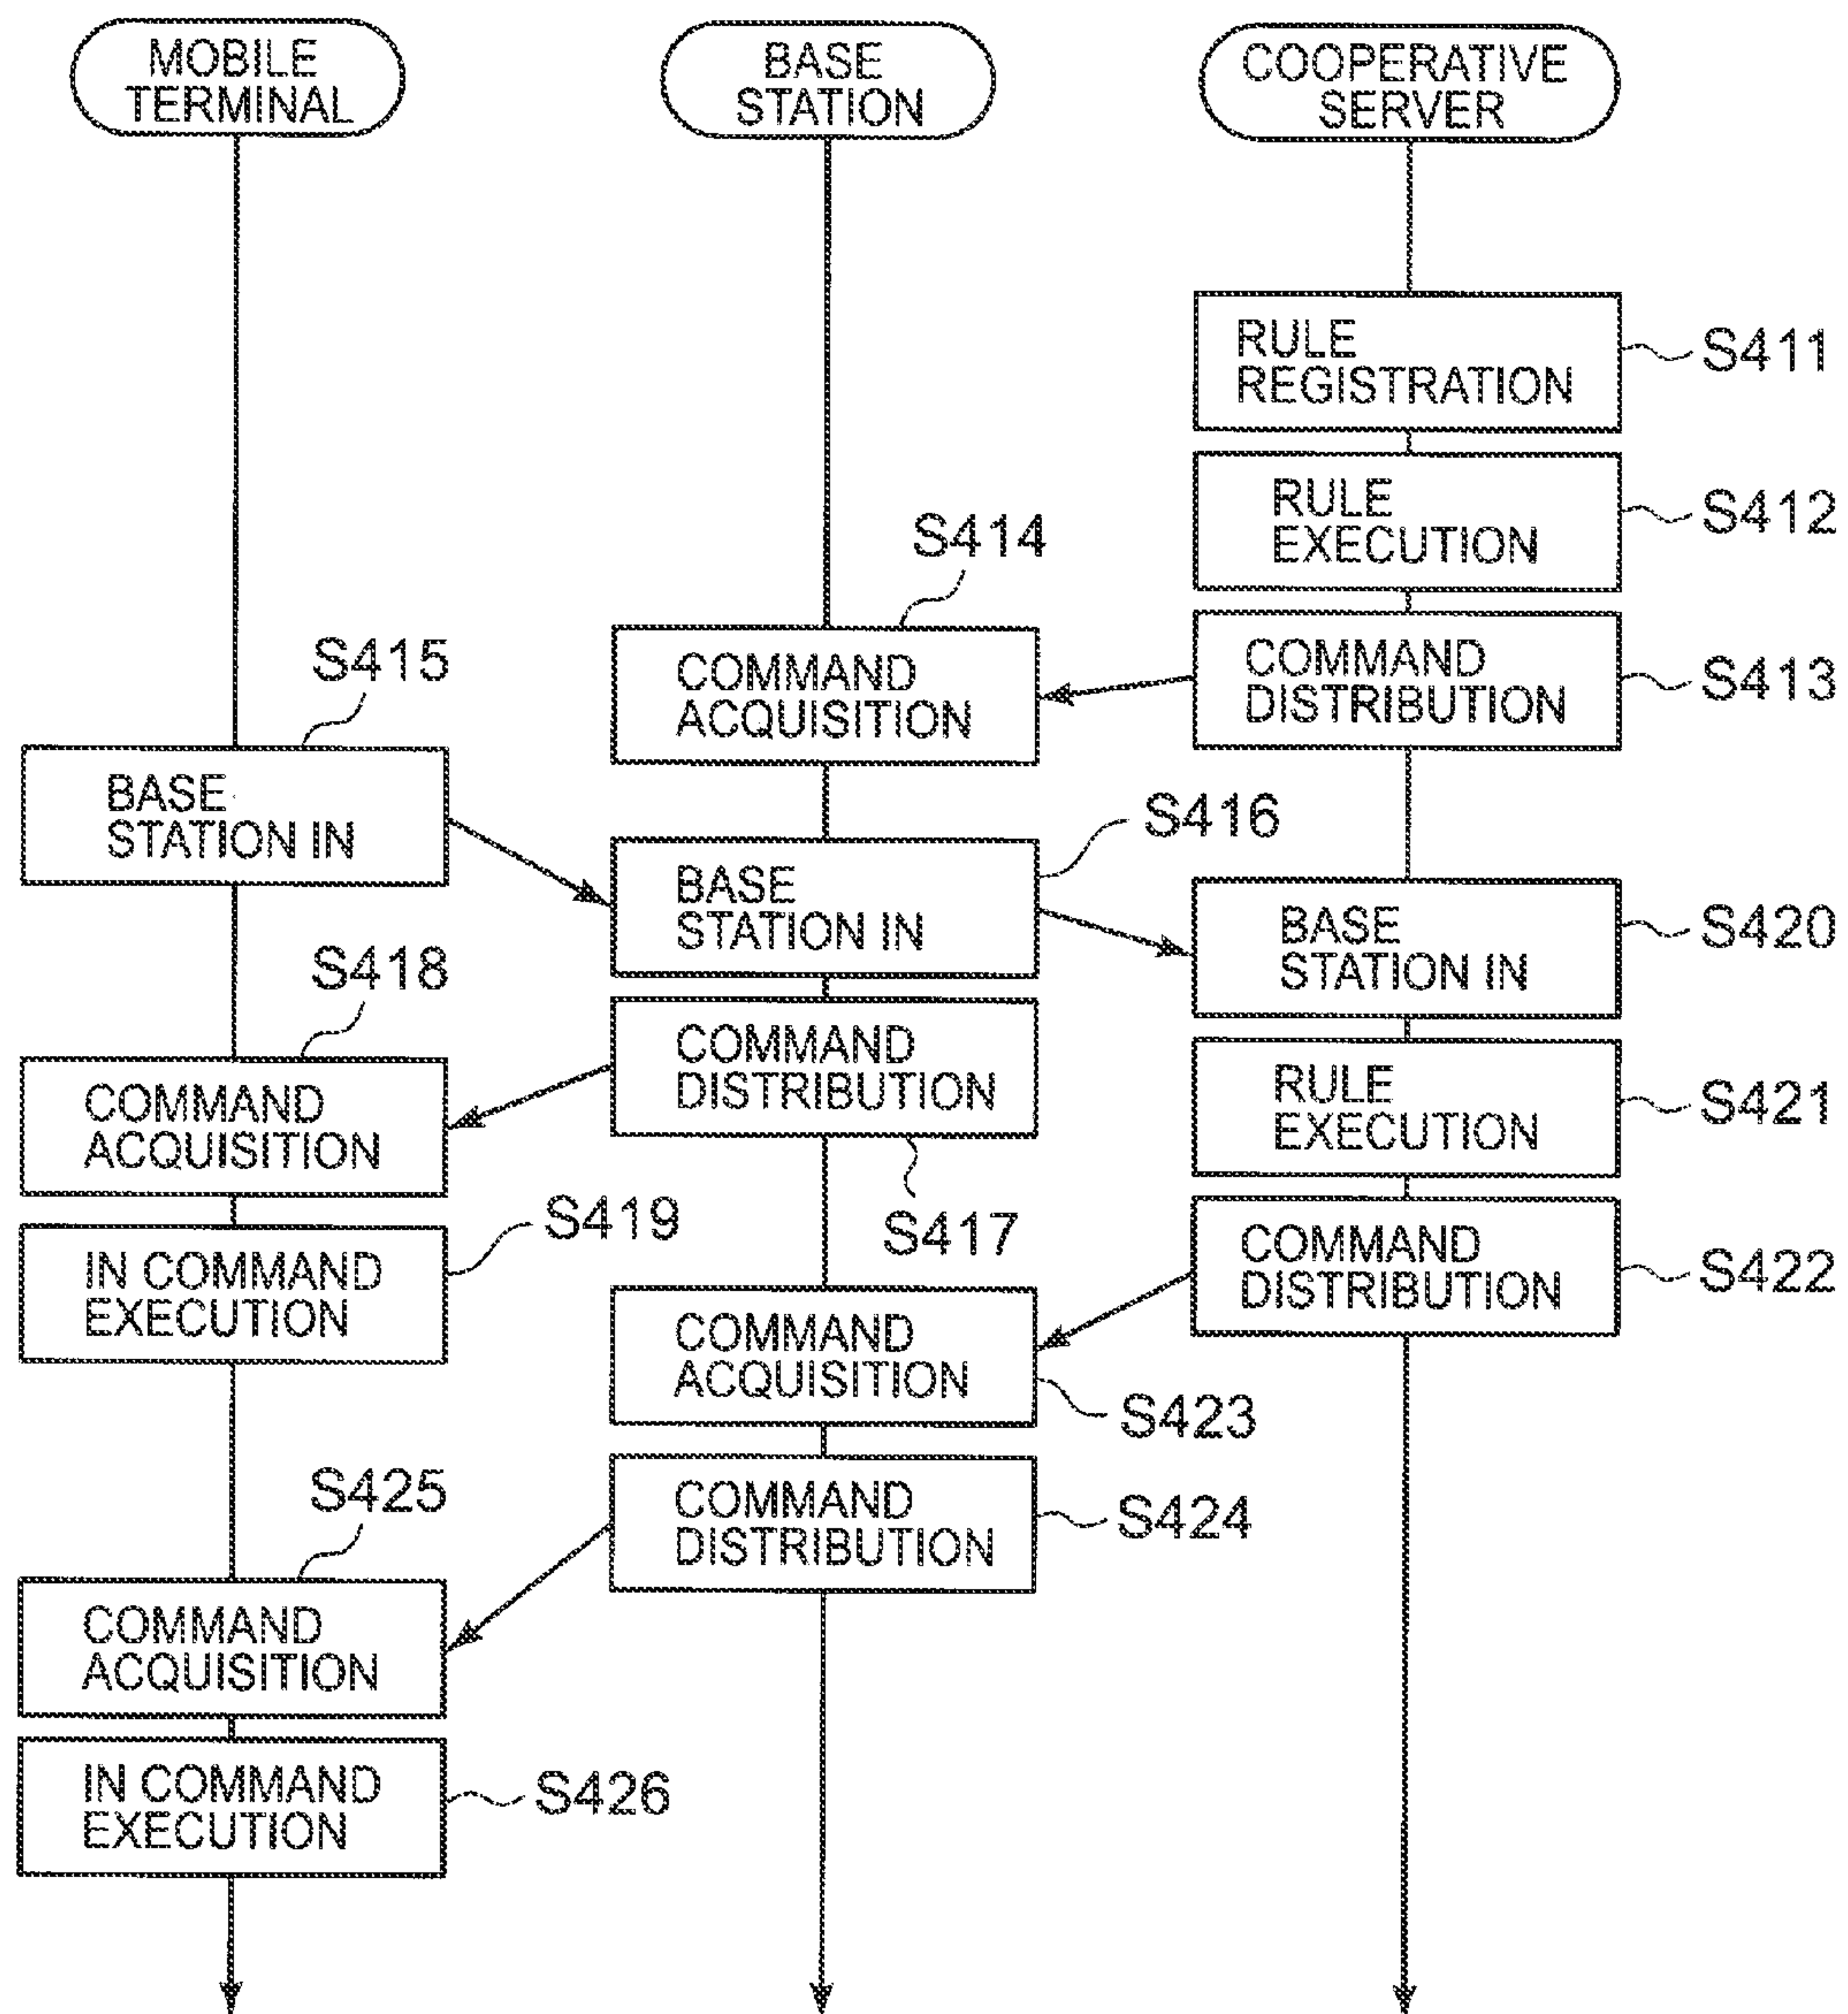 MOBILE
TERMINAL
BASE
STATION
COOPERATIVE
SERVER
RULE
REGISTRATION
S411
RULE
EXECUTION
S412
S414
COMMAND
ACQUISITION
COMMAND
DISTRIBUTION
S413
S415
BASE
STATION IN
S416
BASE
STATION IN
BASE
STATION IN
S420
S418
COMMAND
ACQUISITION
COMMAND
DISTRIBUTION
S417
RULE
EXECUTION
S421
IN COMMAND
EXECUTION
S419
COMMAND
DISTRIBUTION
S422
COMMAND
ACQUISITION
S423
COMMAND
DISTRIBUTION
S424
S425
COMMAND
ACQUISITION
IN COMMAND
EXECUTION
S426